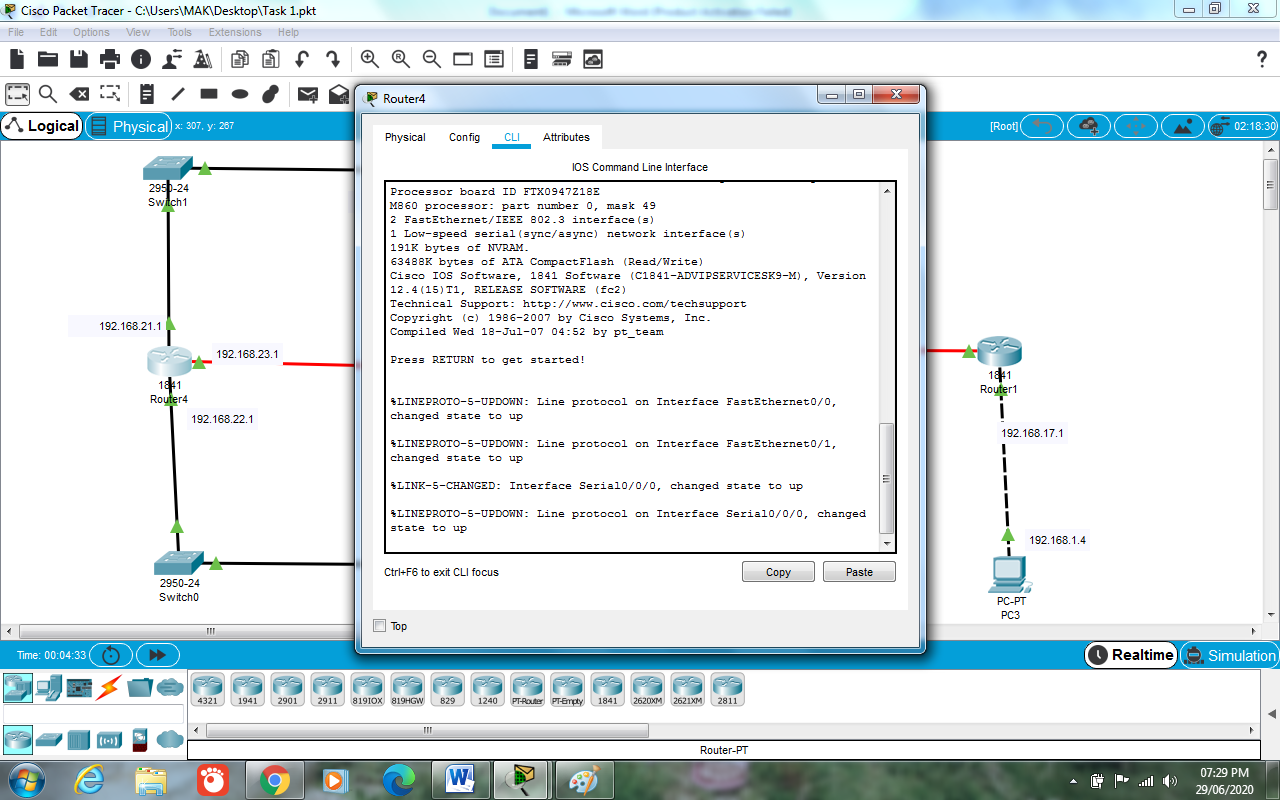 Cisco Packet Tracer - C:\Users\MAK\Desktop\Task 1.pkt
File Edit Options View Tools Extensions Help
Logical
Physical
x: 307, y: 267
[Root]
02:18:30
2950-24
Switch1
192.168.21.1
192.168.23.1
1841
Router4
192.168.22.1
2950-24
Switch0
Router4
Physical Config CLI Attributes
IOS Command Line Interface
Processor board ID FTX0947Z18E
M860 processor: part number 0, mask 49
2 FastEthernet/IEEE 802.3 interface(s)
1 Low-speed serial(sync/async) network interface(s)
191K bytes of NVRAM.
63488K bytes of ATA CompactFlash (Read/Write)
Cisco IOS Software, 1841 Software (C1841-ADVIPSERVICESK9-M), Version
12.4(15)T1, RELEASE SOFTWARE (fc2)
Technical Support: http://www.cisco.com/techsupport
Copyright (c) 1986-2007 by Cisco Systems, Inc.
Compiled Wed 18-Jul-07 04:52 by pt_team
Press RETURN to get started!
%LINEPROTO-5-UPDOWN: Line protocol on Interface FastEthernet0/0,
changed state to up
%LINEPROTO-5-UPDOWN: Line protocol on Interface FastEthernet0/1,
changed state to up
%LINK-5-CHANGED: Interface Serial0/0/0, changed state to up
%LINEPROTO-5-UPDOWN: Line protocol on Interface Serial0/0/0, changed
state to up
Ctrl+F6 to exit CLI focus
Copy
Paste
Top
1841
Router1
192.168.17.1
192.168.1.4
PC-PT
PC3
Time: 00:04:33
Realtime
Simulation
4321 1941 2901 2911 819IOX 819HGW 829 1240 PT-Router PT-Empty 1841 2620XM 2621XM 2811
Router-PT
07:29 PM
29/06/2020